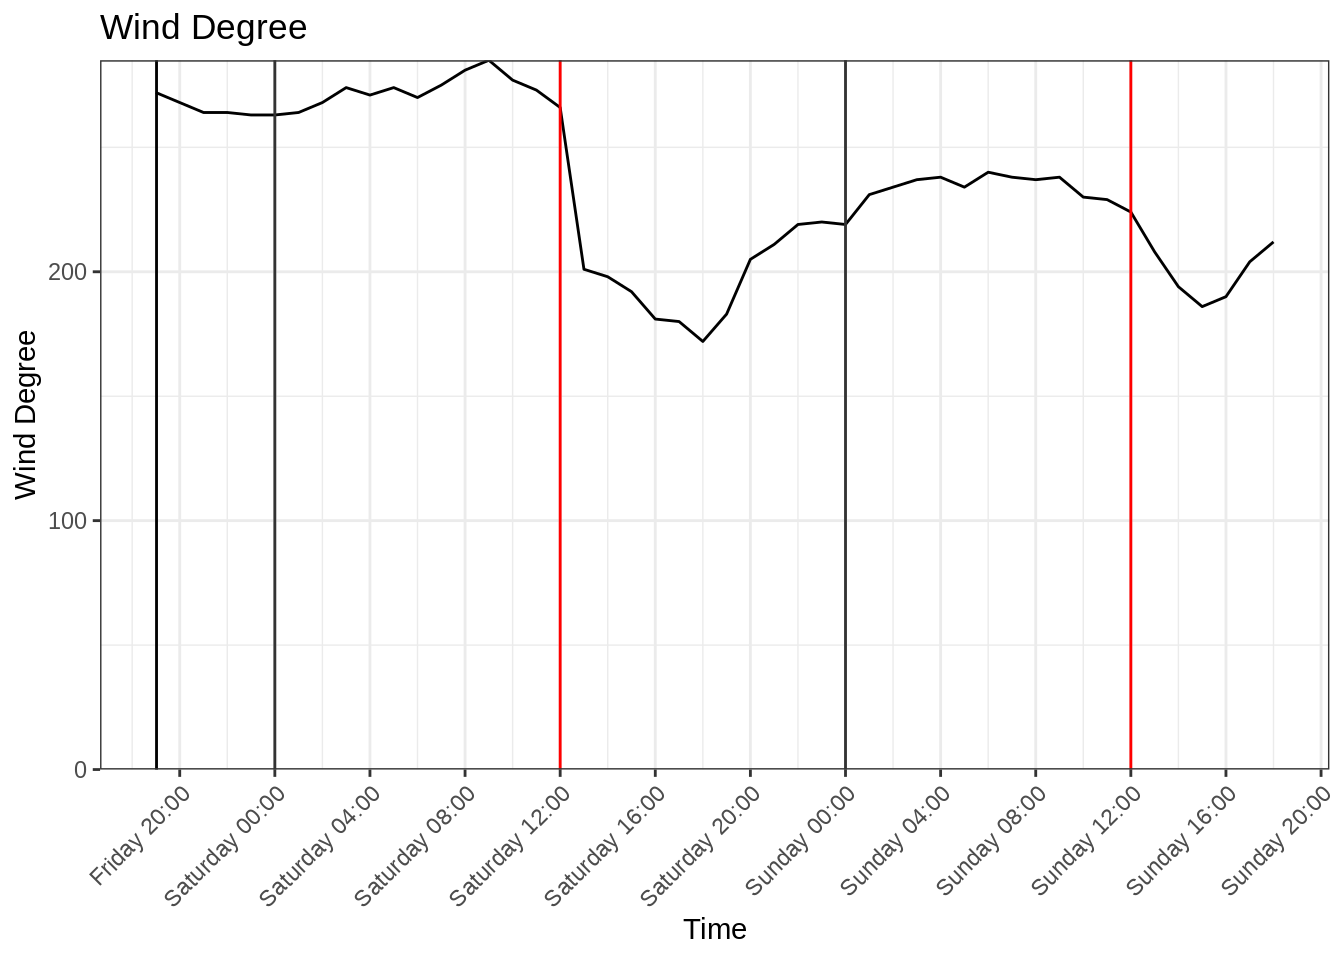 Wind Degree
Wind Degree
200
100
0
Friday 20:00
Saturday 00:00
Saturday 04:00
Saturday 08:00
Saturday 12:00
Saturday 16:00
Saturday 20:00
Sunday 00:00
Sunday 04:00
Sunday 08:00
Sunday 12:00
Sunday 16:00
Sunday 20:00
Time